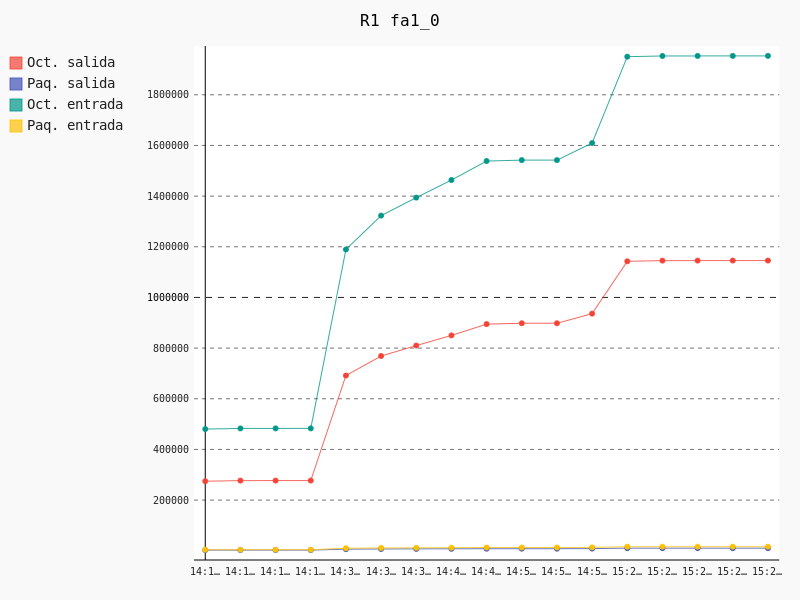 R1 fa1_0
Oct. salida
Paq. salida
Oct. entrada
Paq. entrada
1800000
1600000
1400000
1200000
1000000
800000
600000
400000
200000
14:1… 14:1… 14:1… 14:1… 14:3… 14:3… 14:3… 14:4… 14:4… 14:5… 14:5… 14:5… 15:2… 15:2… 15:2… 15:2… 15:2…